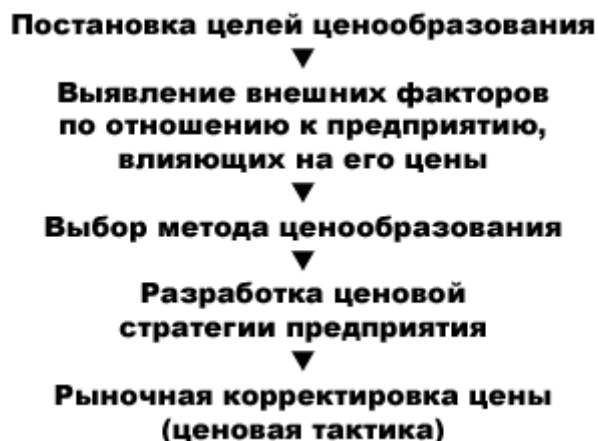 Постановка целей ценообразования
▼
Выявление внешних факторов
по отношению к предприятию,
влияющих на его цены
▼
Выбор метода ценообразования
▼
Разработка ценовой
стратегии предприятия
▼
Рыночная корректировка цены
(ценовая тактика)